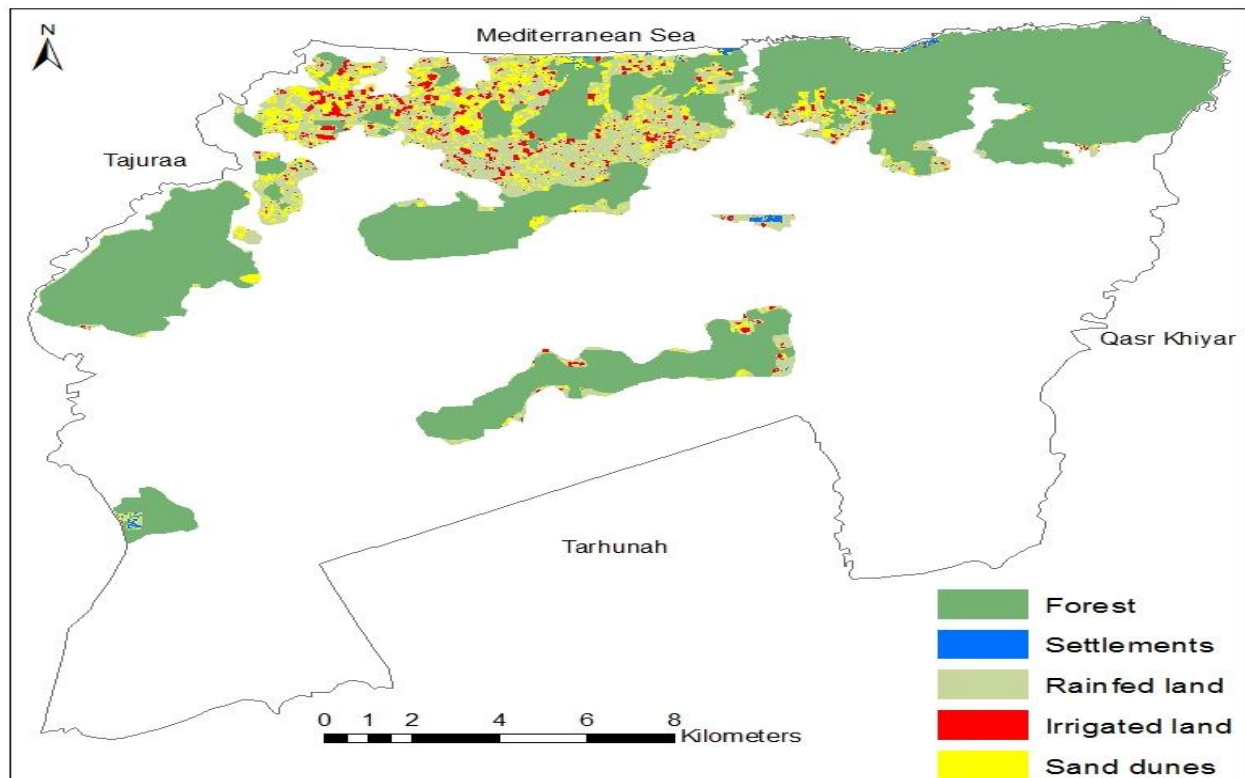 N
Mediterranean Sea
Tajuraa
Qasr Khiyar
Tarhunah
Forest
Settlements
Rainfed land
Irrigated land
Sand dunes
0 1 2 4 6 8
Kilometers